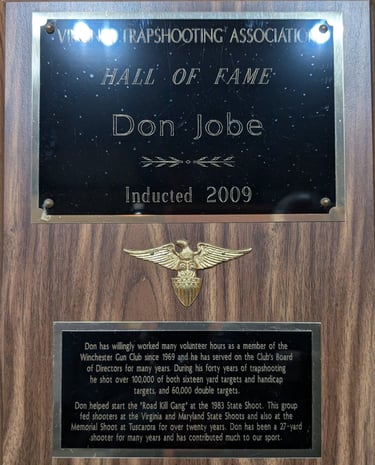 VIRGINIA TRAPSHOOTING ASSOCIATION
HALL OF FAME
Don Jobe
Inducted 2009
Don has willingly worked many volunteer hours as a member of the
Winchester Gun Club since 1969 and he has served on the Club's Board
of Directors for many years. During his forty years of trapshooting
he shot over 100,000 of both sixteen yard targets and handicap
targets, and 60,000 double targets.
Don helped start the "Road Kill Gang" at the 1983 State Shoot. This group
fed shooters at the Virginia and Maryland State Shoots and also at the
Memorial Shoot at Tuscarora for over twenty years. Don has been a 27-yard
shooter for many years and has contributed much to our sport.